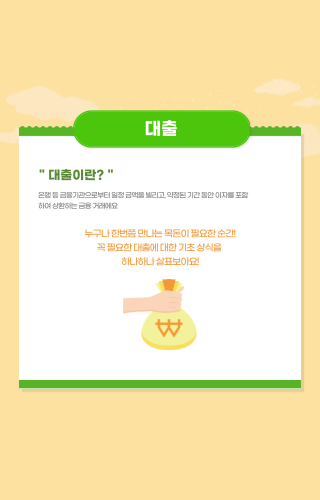 대출
" 대출이란? "
은행 등 금융기관으로부터 일정 금액을 빌리고, 약정된 기간 동안 이자를 포함
하여 상환하는 금융 거래예요
누구나 한번쯤 만나는 목돈이 필요한 순간!
꼭 필요한 대출에 대한 기초 상식을
하나하나 살펴보아요!
₩